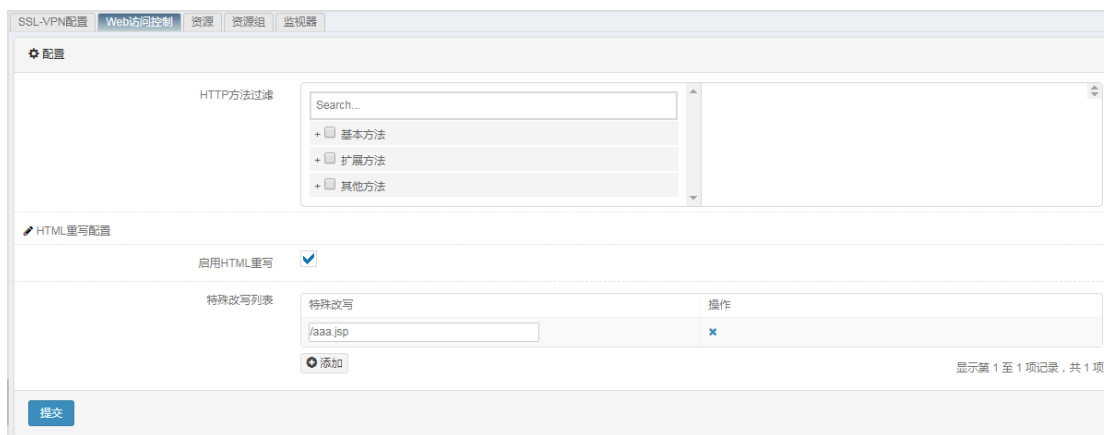 SSL-VPN配置 Web访问控制 资源 资源组 监视器
配置
HTTP方法过滤
Search...
+ 基本方法
+ 扩展方法
+ 其他方法
HTML重写配置
启用HTML重写
特殊改写列表
特殊改写 操作
/aaa.jsp
添加
显示第 1 至 1 项记录，共 1 项
提交